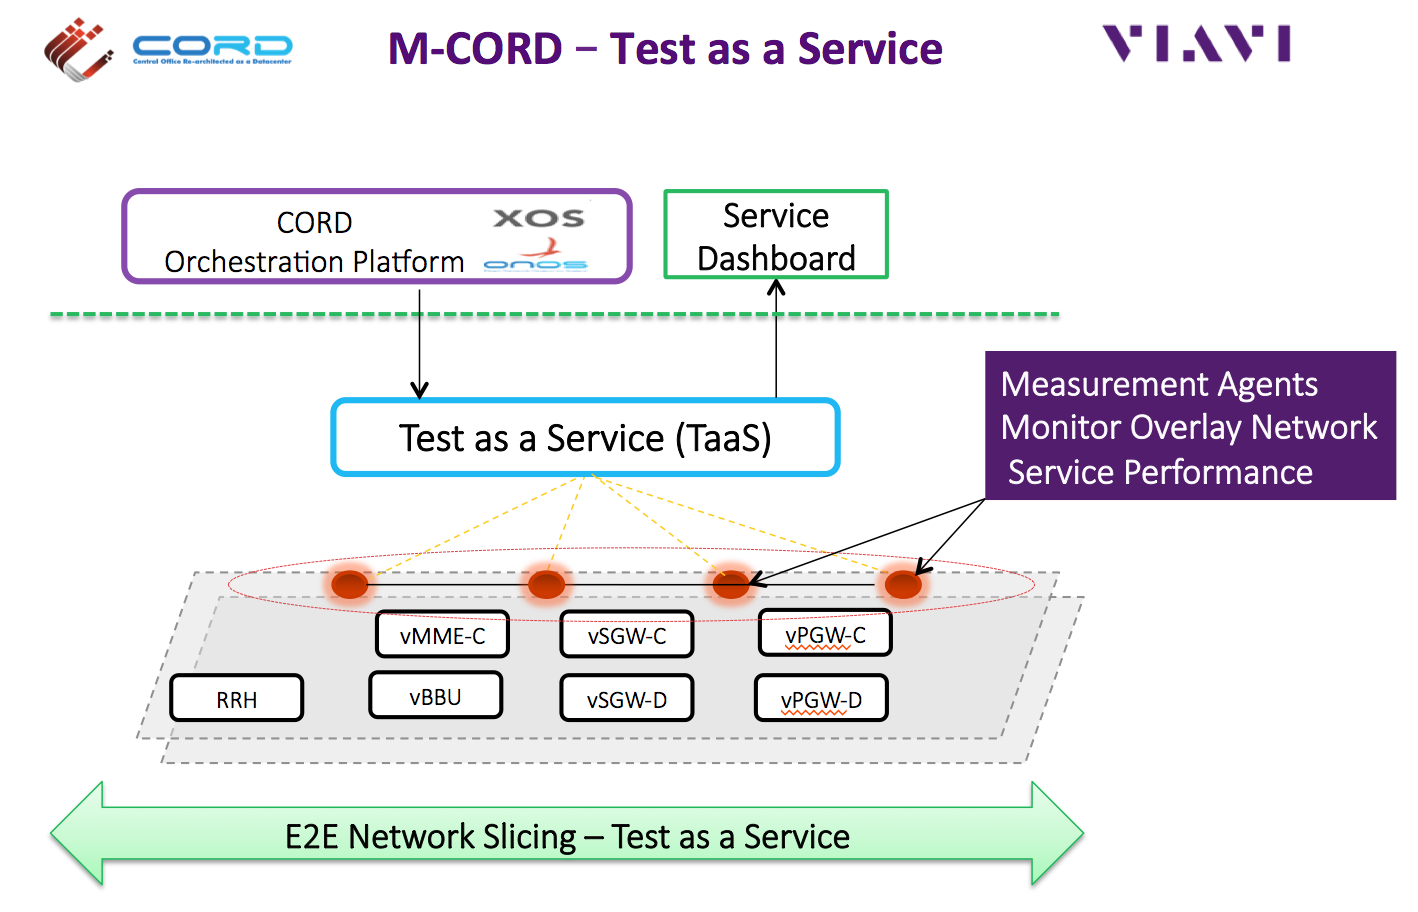 CORD
Central Office Re-architected as a Datacenter
M-CORD – Test as a Service
VIAVI
CORD
Orchestration Platform
XOS
onos
Service
Dashboard
Test as a Service (TaaS)
Measurement Agents
Monitor Overlay Network
Service Performance
vMME-C
vSGW-C
vPGW-C
RRH
vBBU
vSGW-D
vPGW-D
E2E Network Slicing – Test as a Service